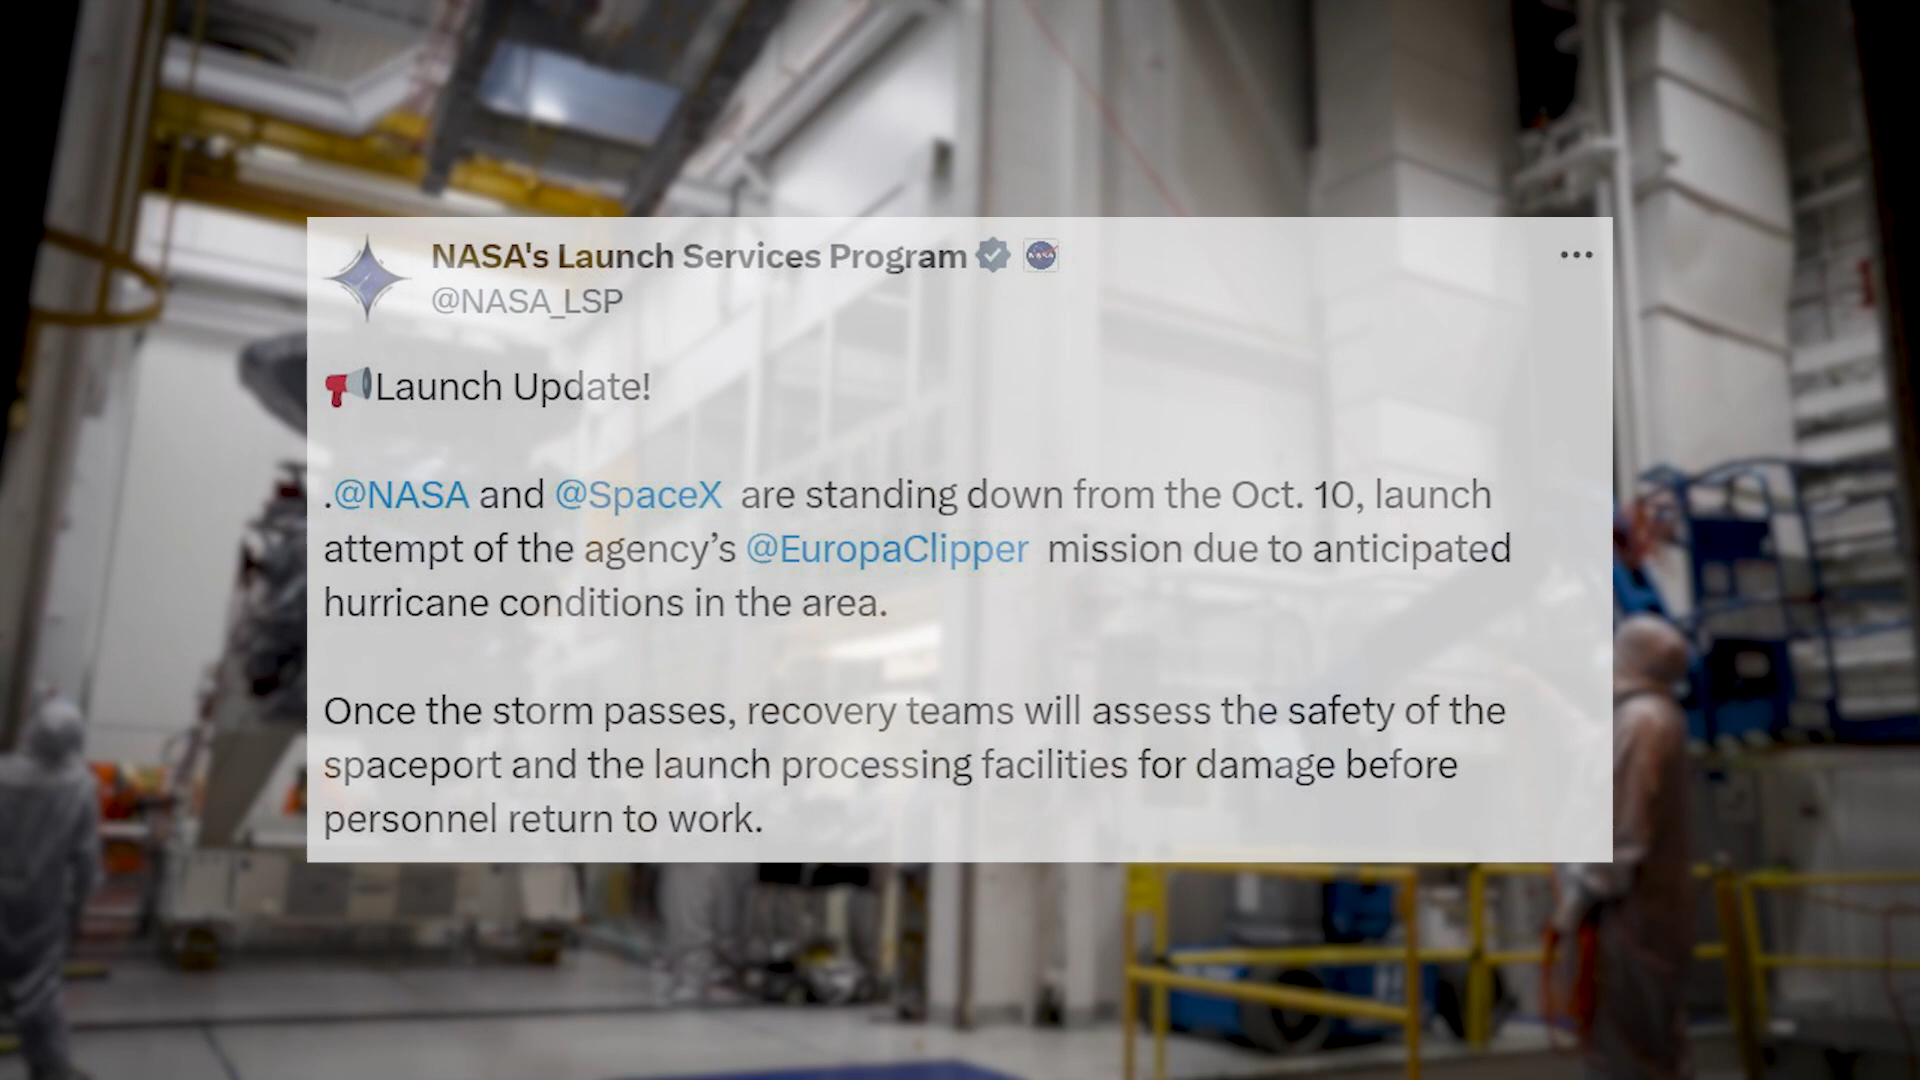 NASA's Launch Services Program
@NASA_LSP
Launch Update!
.@NASA and @SpaceX are standing down from the Oct. 10, launch
attempt of the agency’s @EuropaClipper mission due to anticipated
hurricane conditions in the area.
Once the storm passes, recovery teams will assess the safety of the
spaceport and the launch processing facilities for damage before
personnel return to work.